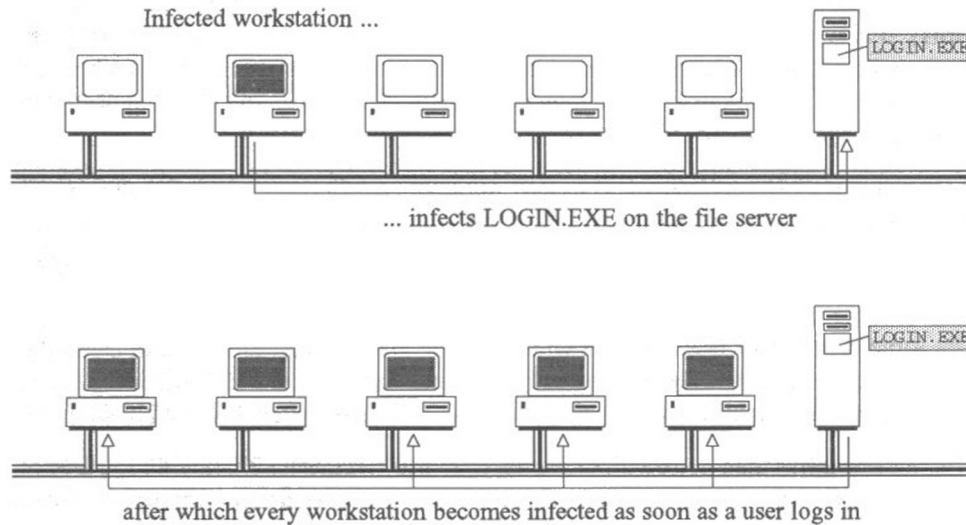 Infected workstation ...
LOGIN.EXE
... infects LOGIN.EXE on the file server
LOGIN.EXE
after which every workstation becomes infected as soon as a user logs in